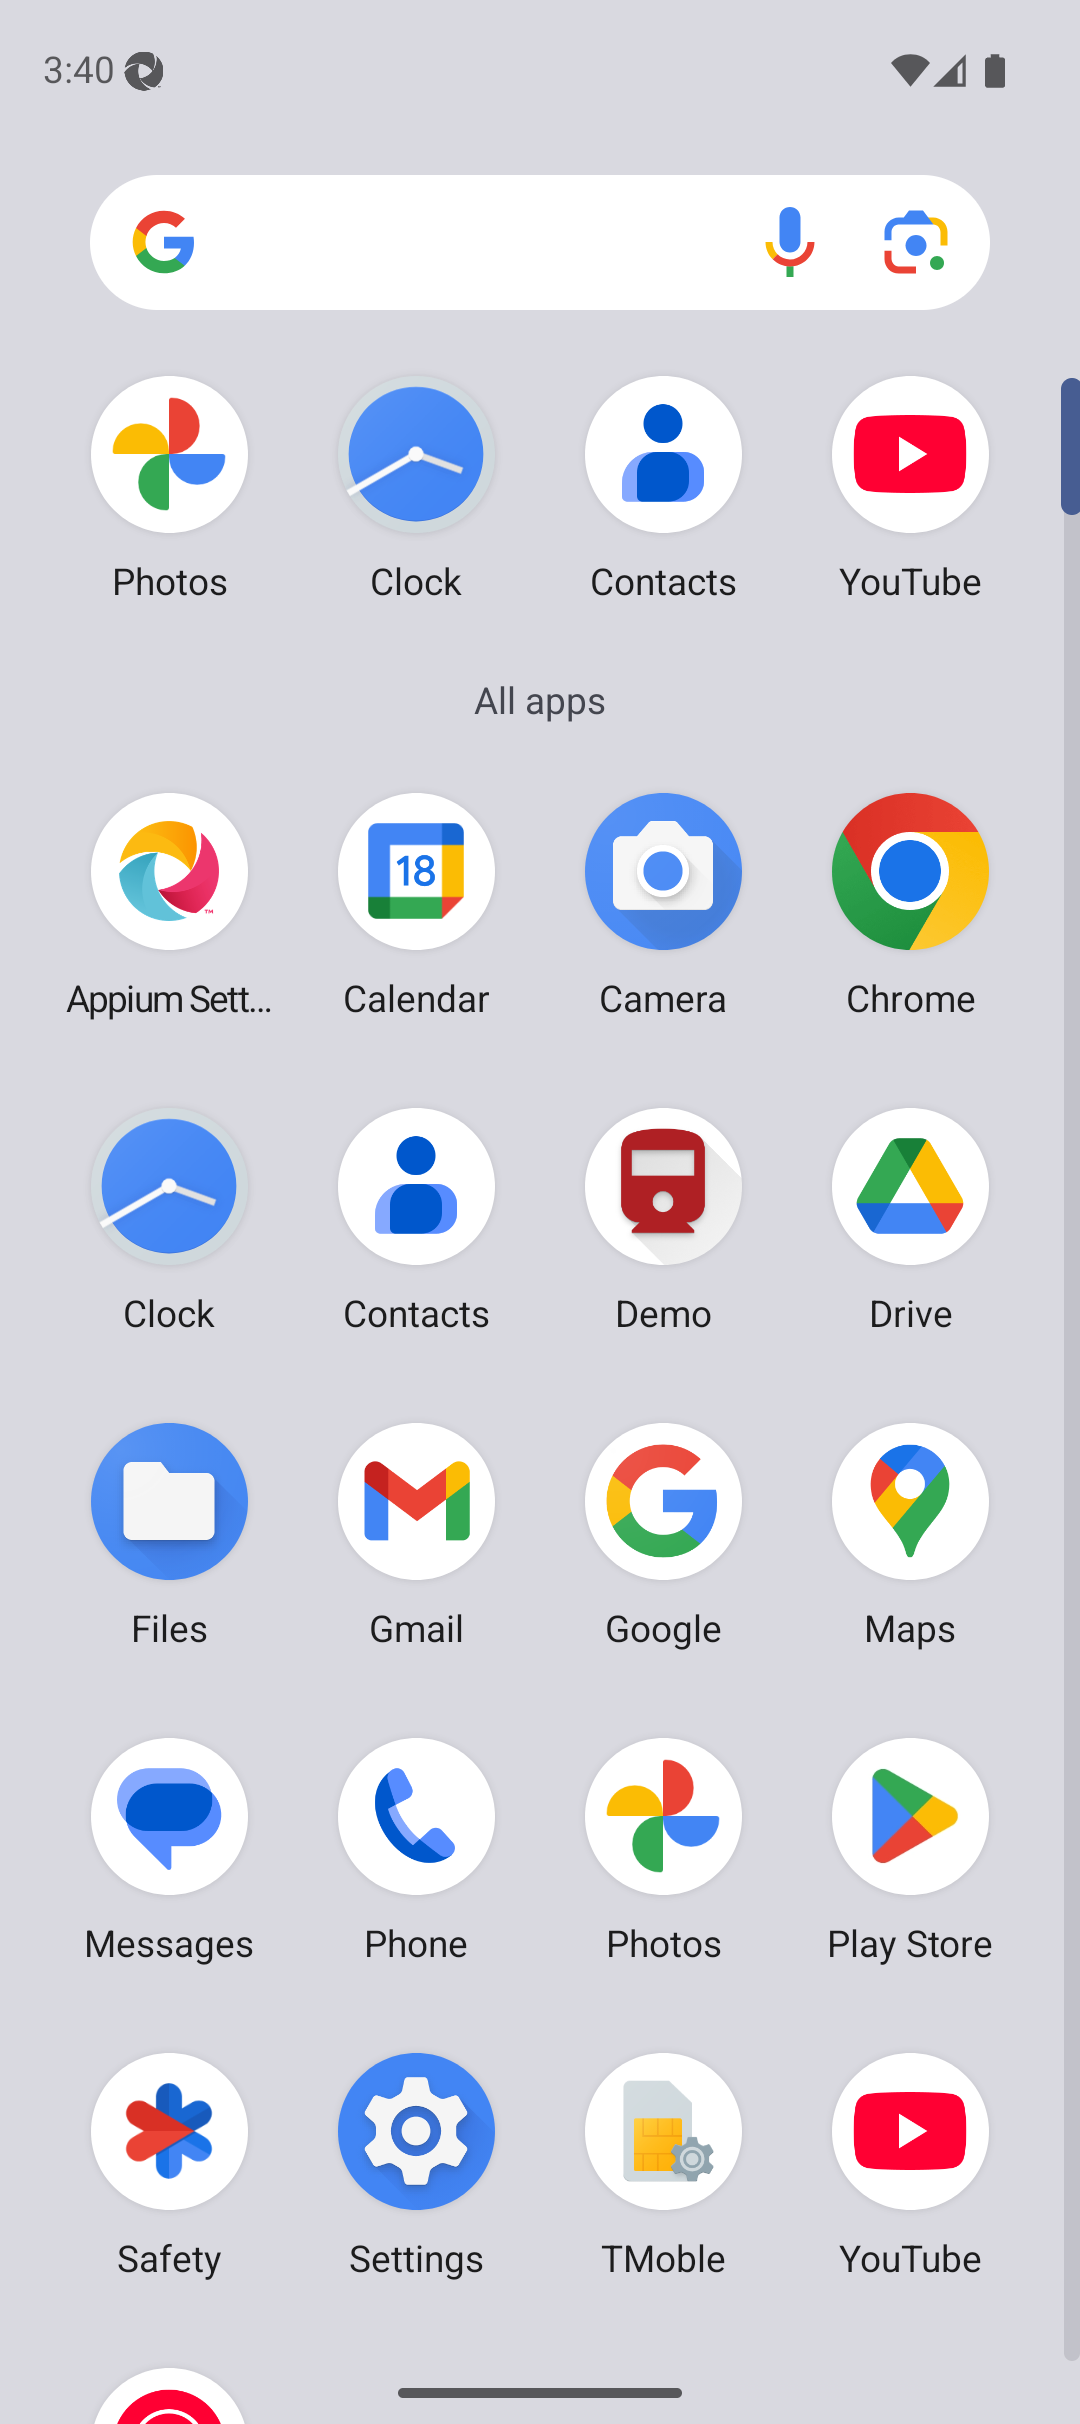 3:40
Photos Clock Contacts YouTube
All apps
18
Appium Sett... Calendar Camera Chrome
Clock Contacts Demo Drive
Files Gmail Google Maps
Messages Phone Photos Play Store
Safety Settings TMoble YouTube